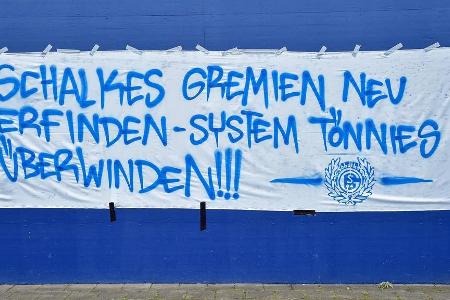 SCHALKES GREMIEN NEU
ERFINDEN-SYSTEM TÖNNIES
ÜBERWINDEN!!!